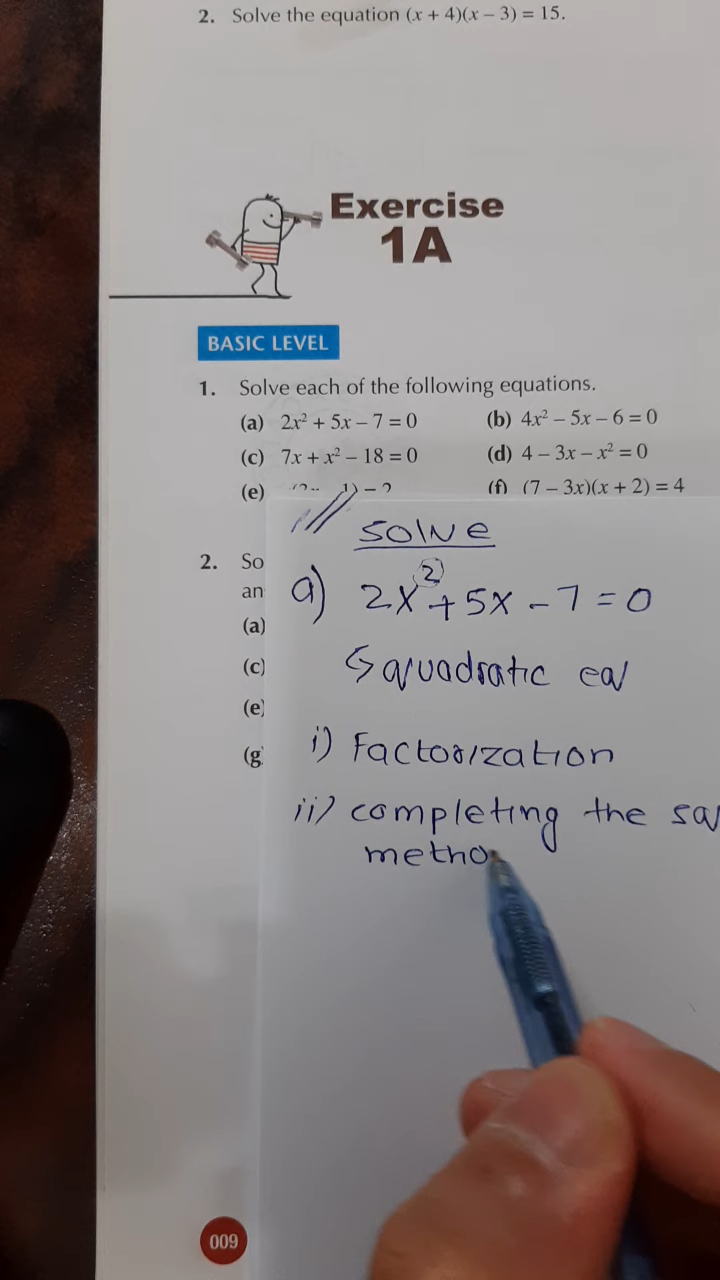 2. Solve the equation (x + 4)(x − 3) = 15.
Exercise
1A
BASIC LEVEL
1. Solve each of the following equations.
(a) 2x² + 5x − 7 = 0 (b) 4x² − 5x − 6 = 0
(c) 7x + x² − 18 = 0 (d) 4 − 3x − x² = 0
(e) (f) (7 − 3x)(x + 2) = 4
Solve
2. So
a) 2x² + 5x − 7 = 0
an
(a)
(c) quadratic eq
(e)
i) Factorization
(g
ii) completing the sq
metho
009